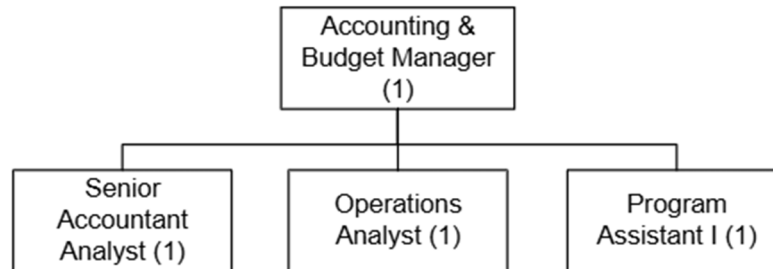 Accounting &
Budget Manager
(1)
Senior
Accountant
Analyst (1)
Operations
Analyst (1)
Program
Assistant I (1)